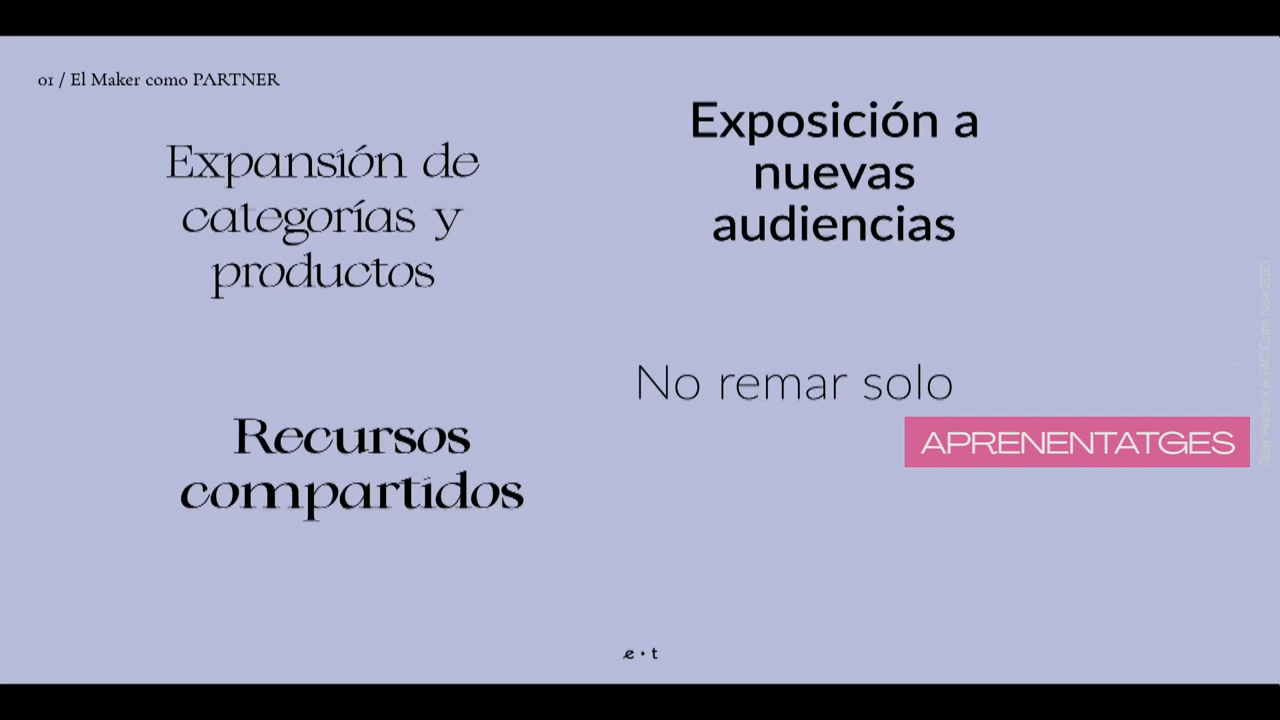 01 / El Maker como PARTNER
Expansión de
categorías y
productos
Exposición a
nuevas
audiencias
No remar solo
APRENENTATGES
Recursos
compartidos
e • t